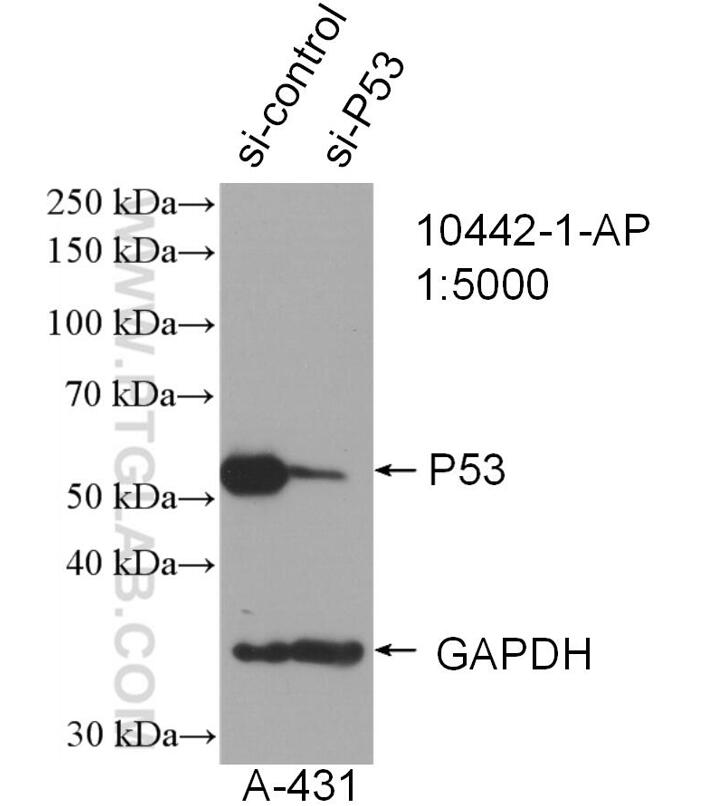 si-control
si-P53
250 kDa→
150 kDa→
100 kDa→
70 kDa→
50 kDa→
40 kDa→
30 kDa→
10442-1-AP
1:5000
←P53
←GAPDH
A-431
WWW.PTGLAB.COM